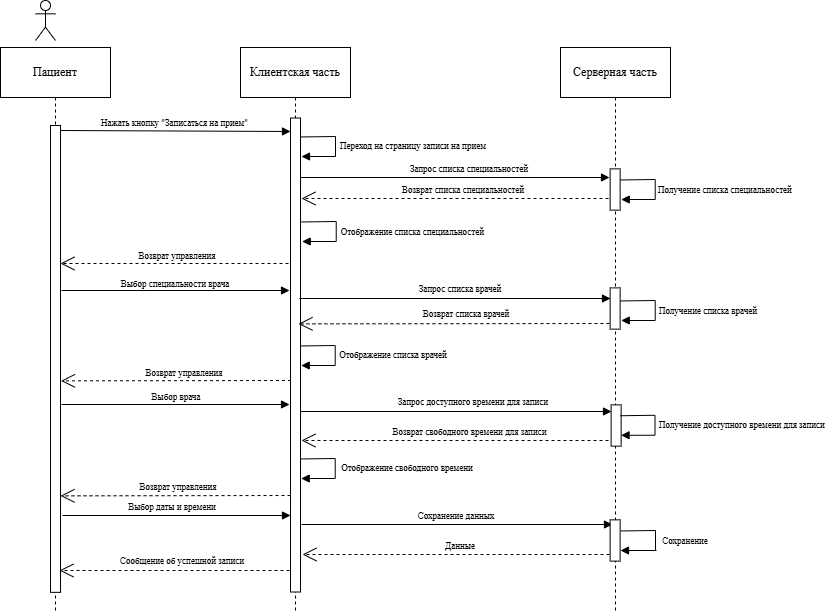 Пациент
Клиентская часть
Серверная часть
Нажать кнопку "Записаться на прием"
Переход на страницу записи на прием
Запрос списка специальностей
Возврат списка специальностей
Получение списка специальностей
Отображение списка специальностей
Возврат управления
Выбор специальности врача
Запрос списка врачей
Возврат списка врачей
Получение списка врачей
Отображение списка врачей
Возврат управления
Выбор врача
Запрос доступного времени для записи
Возврат свободного времени для записи
Получение доступного времени для записи
Отображение свободного времени
Возврат управления
Выбор даты и времени
Сохранение данных
Данные
Сохранение
Сообщение об успешной записи